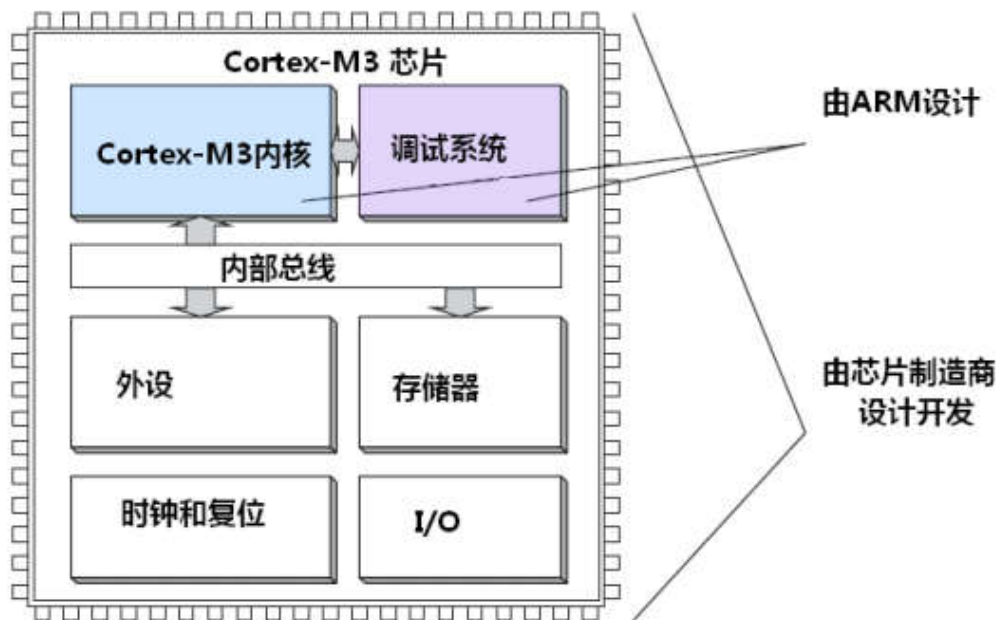 Cortex-M3 芯片
Cortex-M3内核
调试系统
由ARM设计
内部总线
外设
存储器
由芯片制造商
设计开发
时钟和复位
I/O